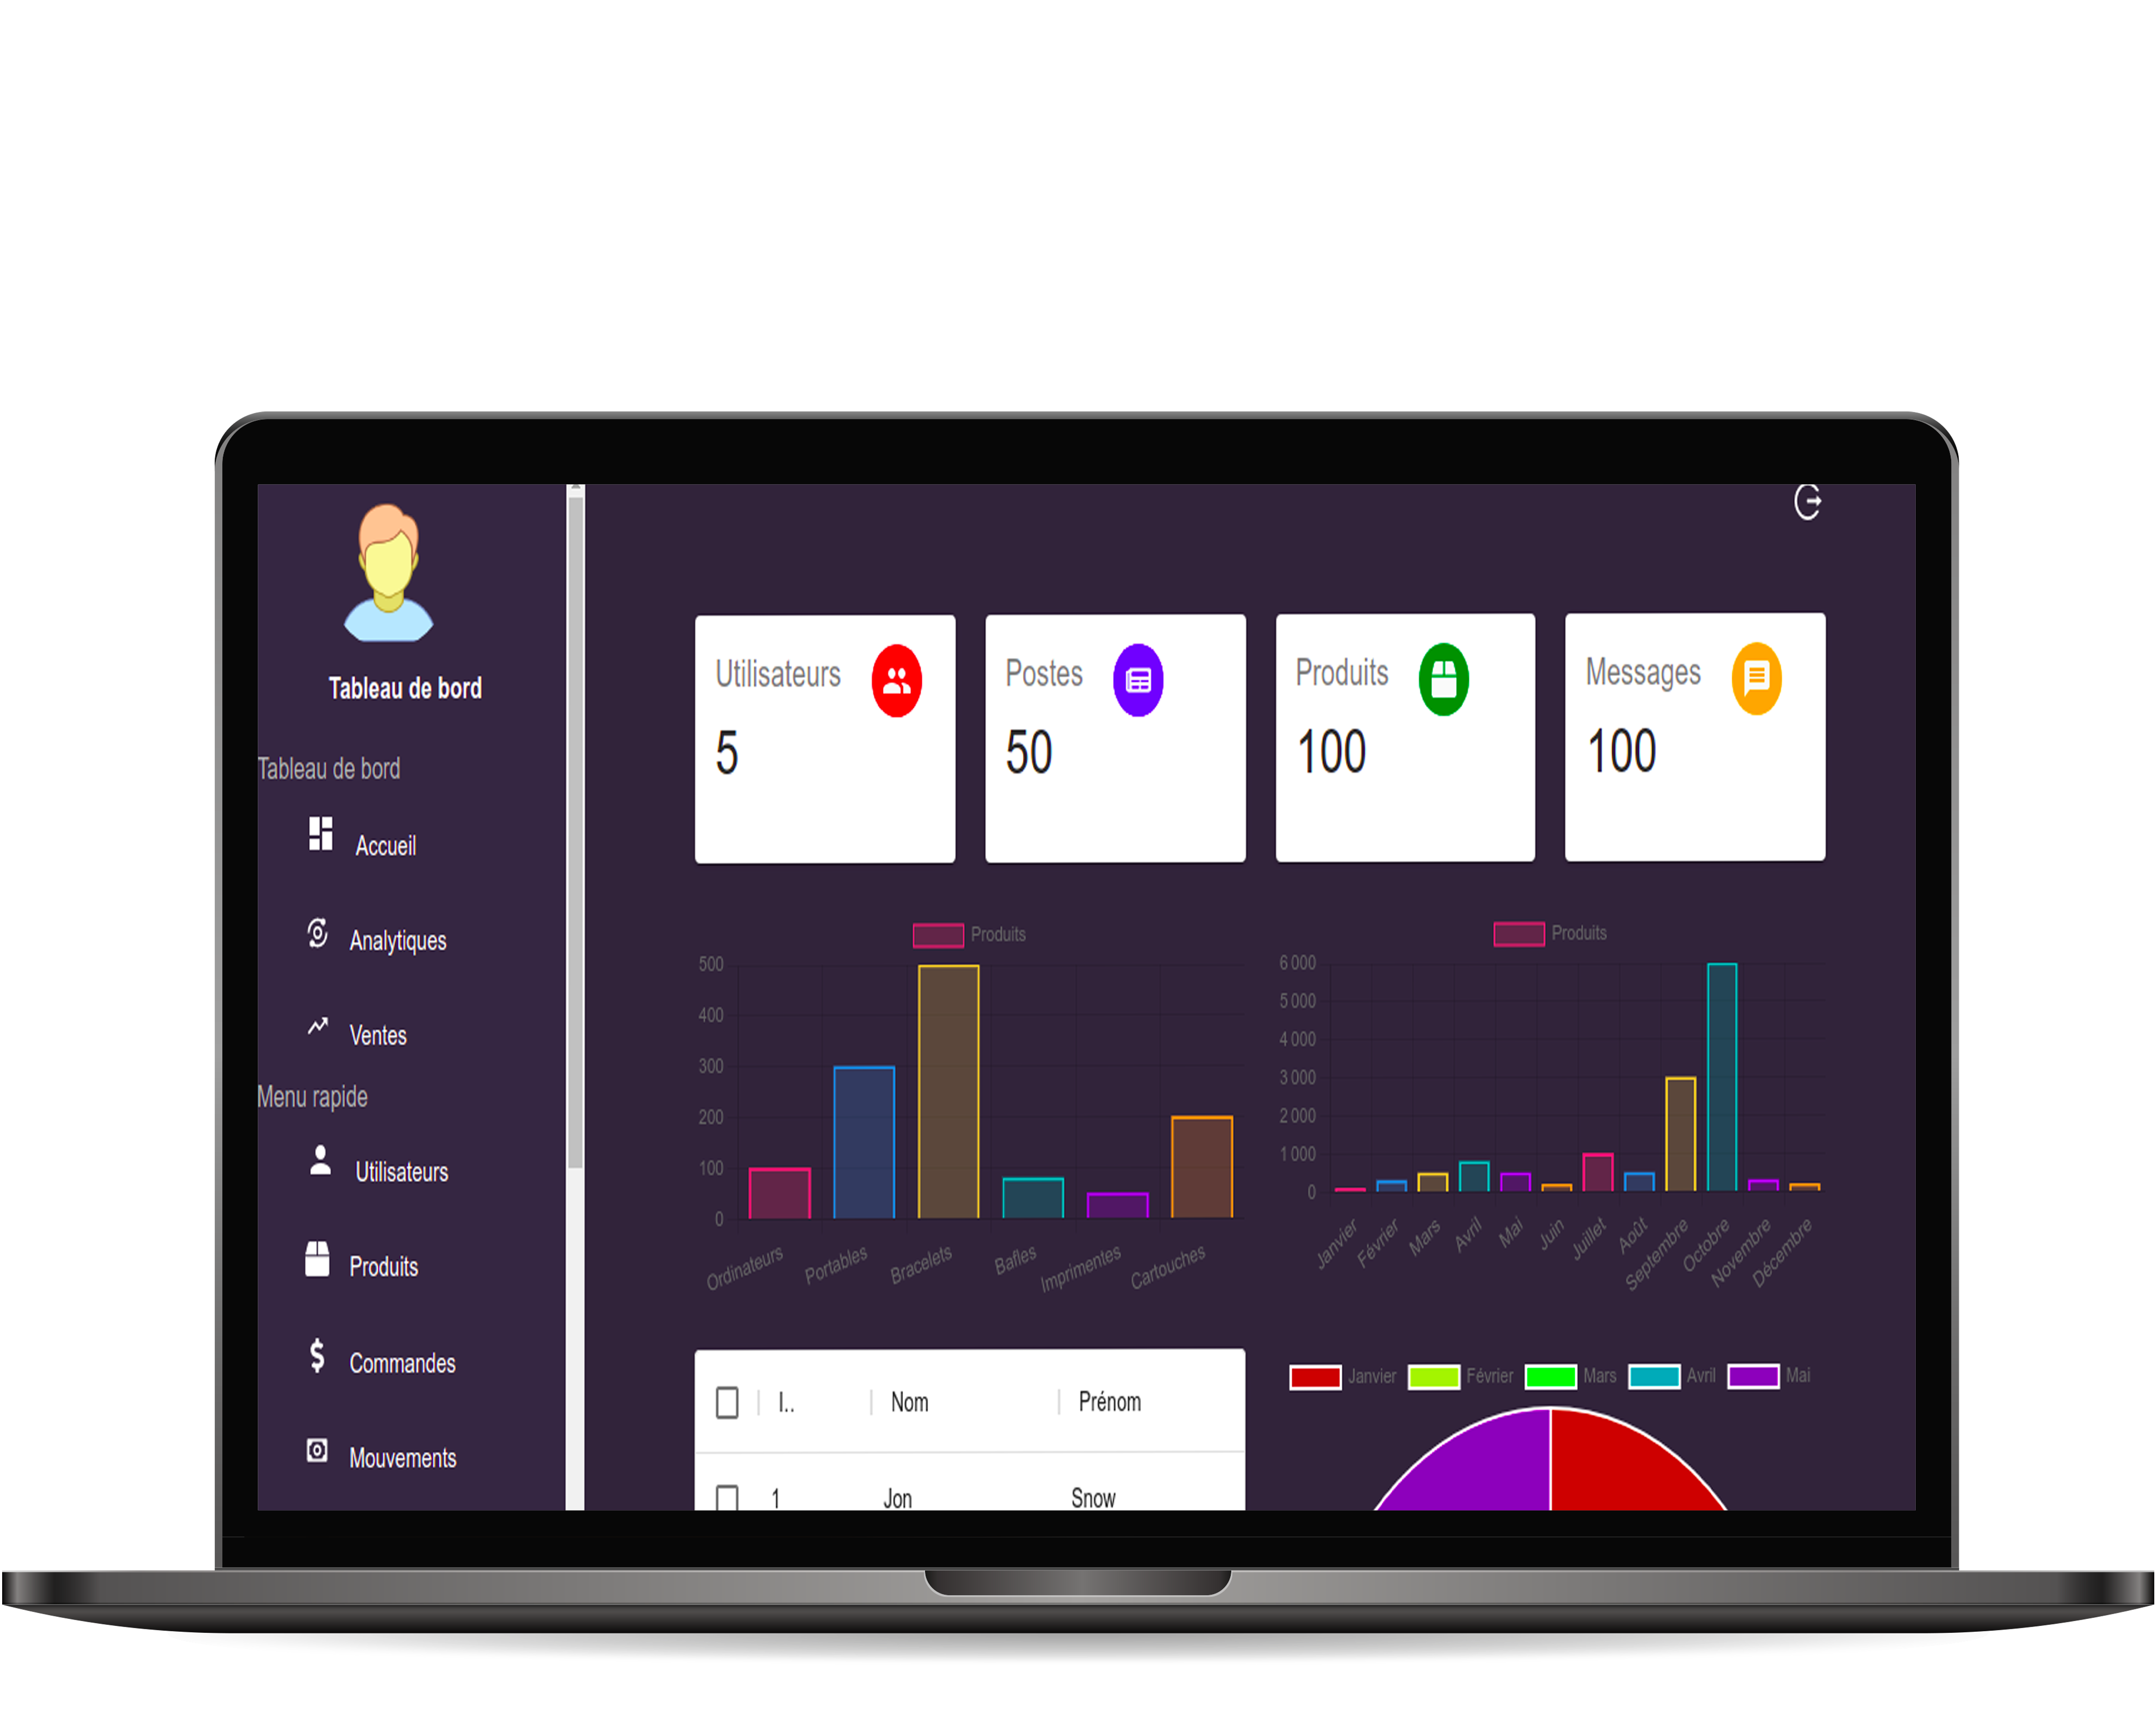 Tableau de bord
Tableau de bord
Accueil
Analytiques
Ventes
Menu rapide
Utilisateurs
Produits
Commandes
Mouvements
Utilisateurs
5
Postes
50
Produits
100
Messages
100
Produits
500
400
300
200
100
0
Ordinateurs Portables Bracelets Bafles Imprimentes Cartouches
Produits
6 000
5 000
4 000
3 000
2 000
1 000
0
Janvier Février Mars Avril Mai Juin Juillet Août Septembre Octobre Novembre Décembre
I.. Nom Prénom
1 Jon Snow
Janvier Février Mars Avril Mai